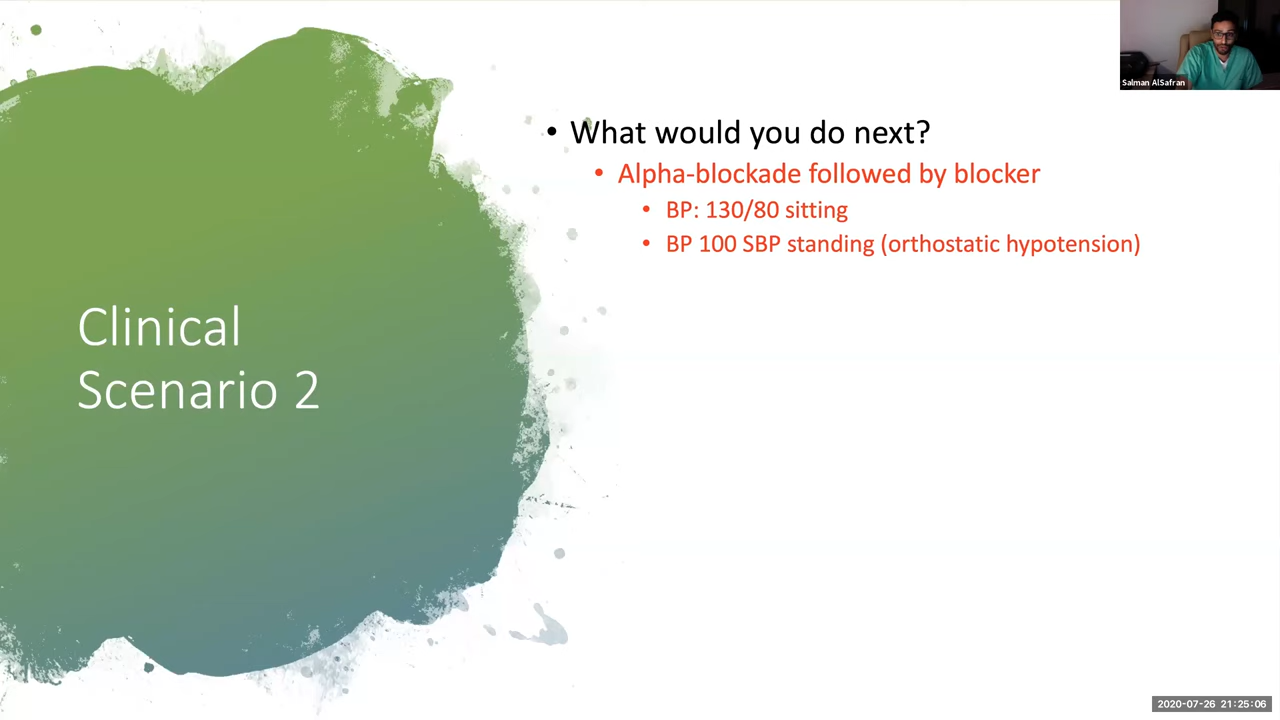 Salman AlSafran
• What would you do next?
• Alpha-blockade followed by blocker
• BP: 130/80 sitting
• BP 100 SBP standing (orthostatic hypotension)
Clinical
Scenario 2
2020-07-26 21:25:06